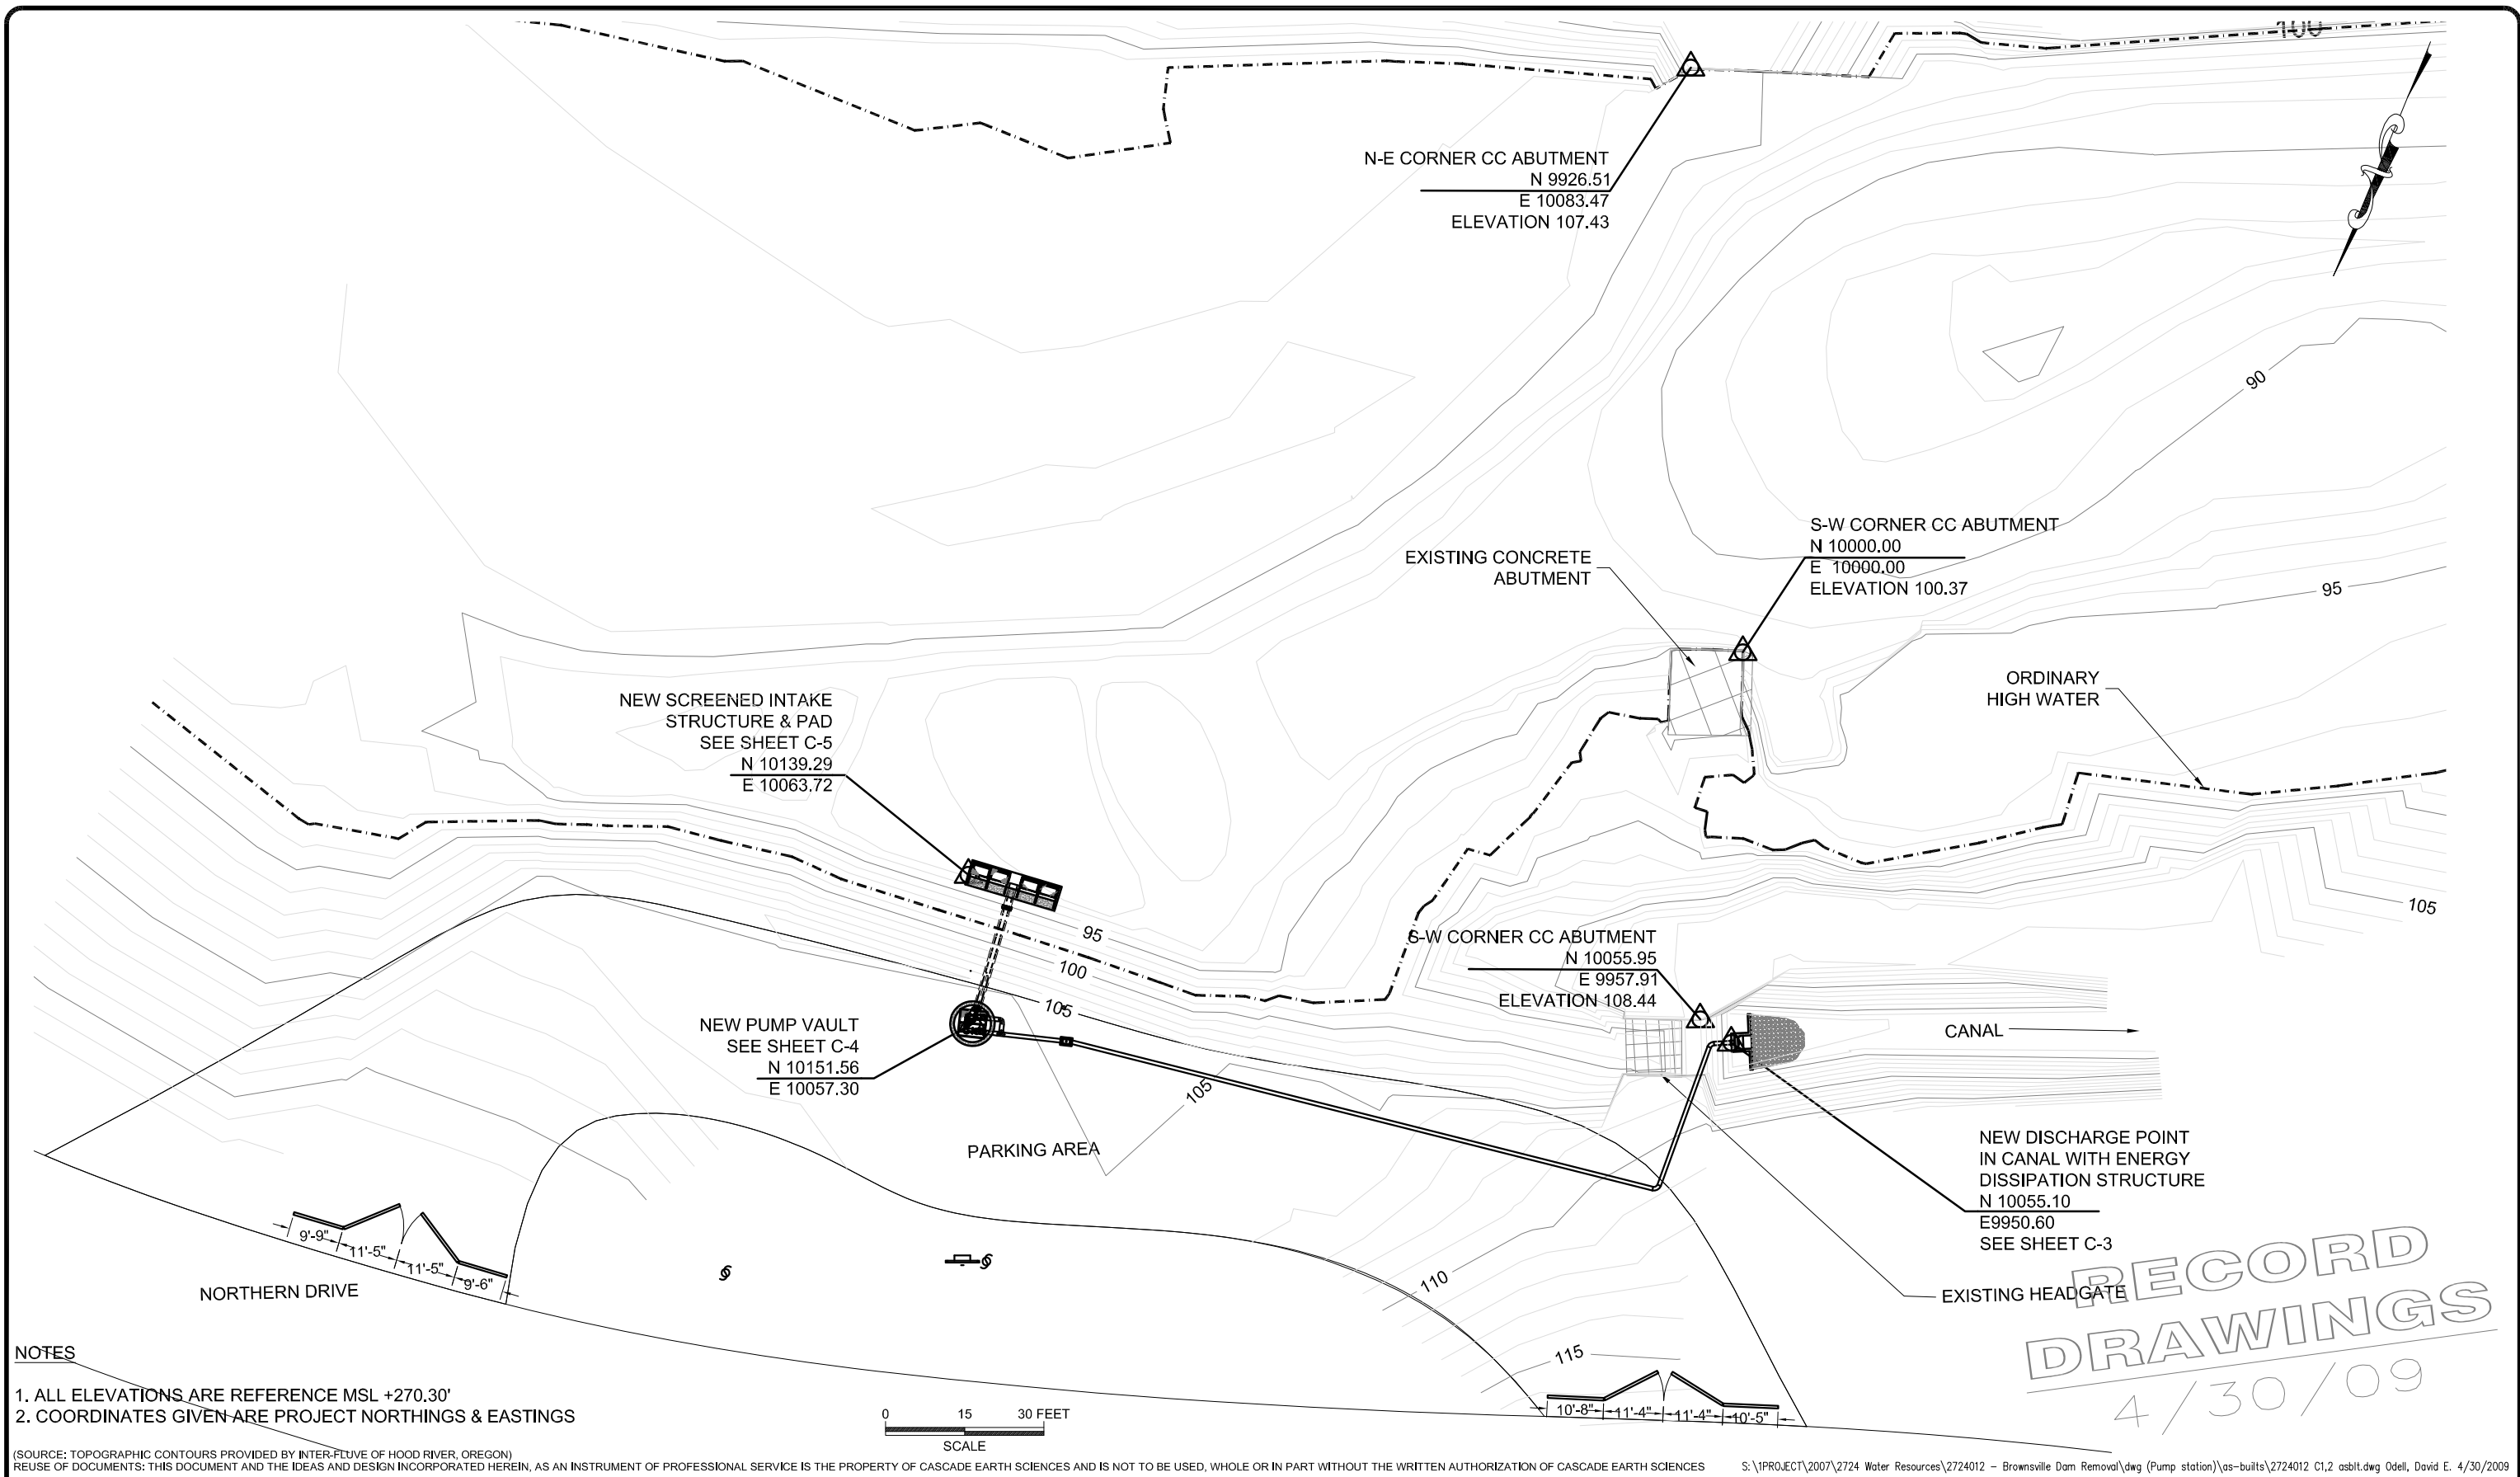 100
N-E CORNER CC ABUTMENT
N 9926.51
E 10083.47
ELEVATION 107.43
90
S-W CORNER CC ABUTMENT
N 10000.00
E 10000.00
ELEVATION 100.37
EXISTING CONCRETE
ABUTMENT
95
ORDINARY
HIGH WATER
NEW SCREENED INTAKE
STRUCTURE & PAD
SEE SHEET C-5
N 10139.29
E 10063.72
105
95
100
105
S-W CORNER CC ABUTMENT
N 10055.95
E 9957.91
ELEVATION 108.44
CANAL
NEW PUMP VAULT
SEE SHEET C-4
N 10151.56
E 10057.30
105
PARKING AREA
NEW DISCHARGE POINT
IN CANAL WITH ENERGY
DISSIPATION STRUCTURE
N 10055.10
E9950.60
SEE SHEET C-3
9'-9"
11'-5"
11'-5"
9'-6"
NORTHERN DRIVE
110
EXISTING HEADGATE
RECORD
DRAWINGS
4/30/09
115
10'-8"
11'-4"
11'-4"
10'-5"
NOTES
1. ALL ELEVATIONS ARE REFERENCE MSL +270.30'
2. COORDINATES GIVEN ARE PROJECT NORTHINGS & EASTINGS
0 15 30 FEET
SCALE
(SOURCE: TOPOGRAPHIC CONTOURS PROVIDED BY INTER-FLUVE OF HOOD RIVER, OREGON)
REUSE OF DOCUMENTS: THIS DOCUMENT AND THE IDEAS AND DESIGN INCORPORATED HEREIN, AS AN INSTRUMENT OF PROFESSIONAL SERVICE IS THE PROPERTY OF CASCADE EARTH SCIENCES AND IS NOT TO BE USED, WHOLE OR IN PART WITHOUT THE WRITTEN AUTHORIZATION OF CASCADE EARTH SCIENCES
S:\1PROJECT\2007\2724 Water Resources\2724012 - Brownsville Dam Removal\dwg (Pump station)\as-builts\2724012 C1,2 asblt.dwg Odell, David E. 4/30/2009